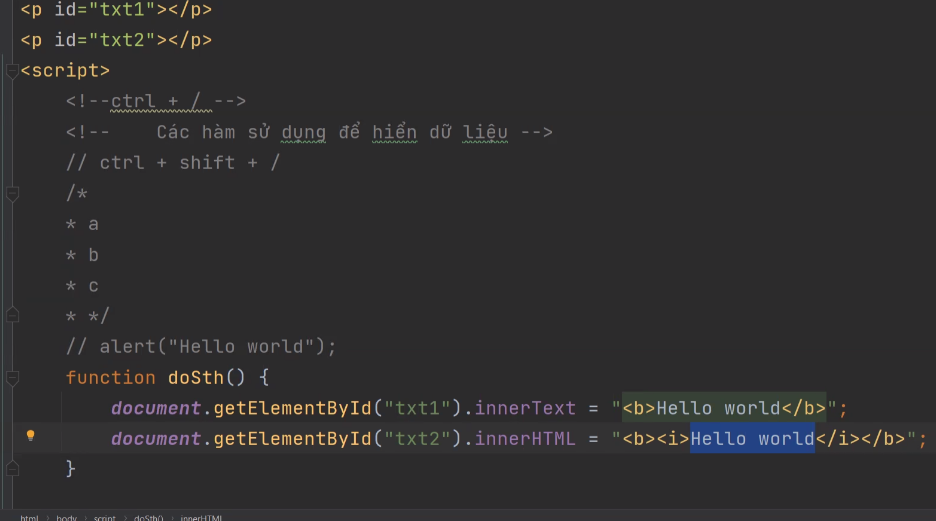 <p id="txt1"></p>
<p id="txt2"></p>
<script>
<!--ctrl + / -->
<!--    Các hàm sử dụng để hiển dữ liệu -->
// ctrl + shift + /
/*
* a
* b
* c
* */
// alert("Hello world");
function doSth() {
document.getElementById("txt1").innerText = "<b>Hello world</b>";
document.getElementById("txt2").innerHTML = "<b><i>Hello world</i></b>";
}
html > body > script > doSth() > innerHTML